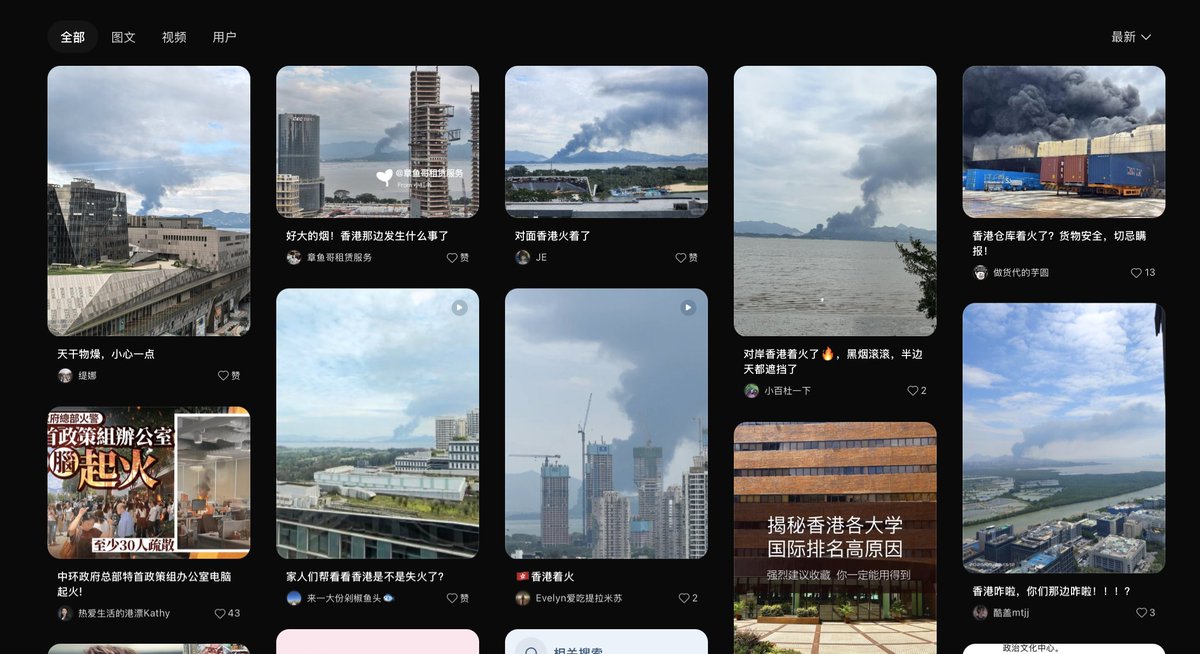 全部
图文
视频
用户
最新
天干物燥，小心一点
缇娜
赞
府總部火警
首政策組辦公室
腦起火
至少30人疏散
中环政府总部特首政策组办公室电脑
起火！
热爱生活的港漂Kathy
43
@章鱼哥租赁服务
好大的烟！香港那边发生什么事了
章鱼哥租赁服务
赞
家人们帮看看香港是不是失火了？
来一大份剁椒鱼头
赞
对面香港火着了
JE
赞
🇭🇰香港着火
Evelyn爱吃提拉米苏
2
相关搜索
对岸香港着火了🔥，黑烟滚滚，半边
天都遮挡了
小百杜一下
2
揭秘香港各大学
国际排名高原因
强烈建议收藏 你一定能用得到
香港仓库着火了？货物安全，切忌瞒
报！
做货代的芋圆
13
香港咋啦，你们那边咋啦！！！？
酷盖mtjj
3
政治文化中心。